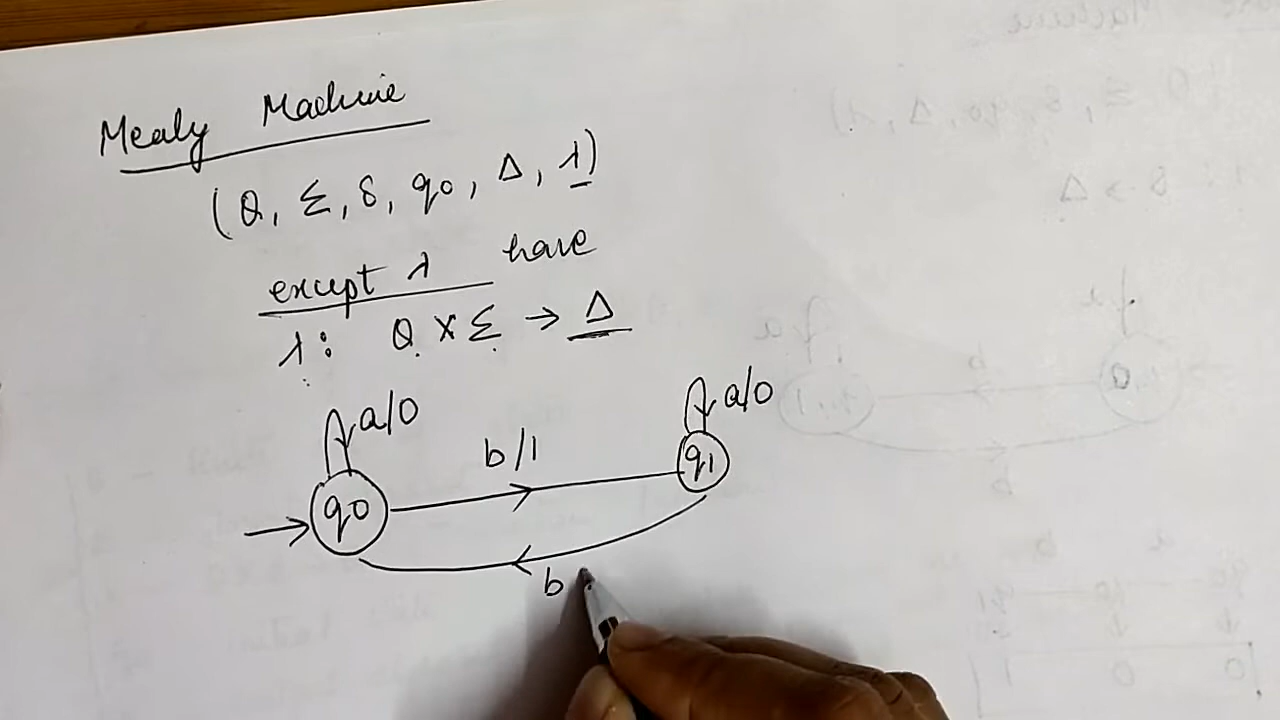 Mealy Machine
(Q, Σ, δ, q0, Δ, λ)
except λ have
λ: Q X Σ → Δ
a/0 a/0
b/1
q0 q1
b